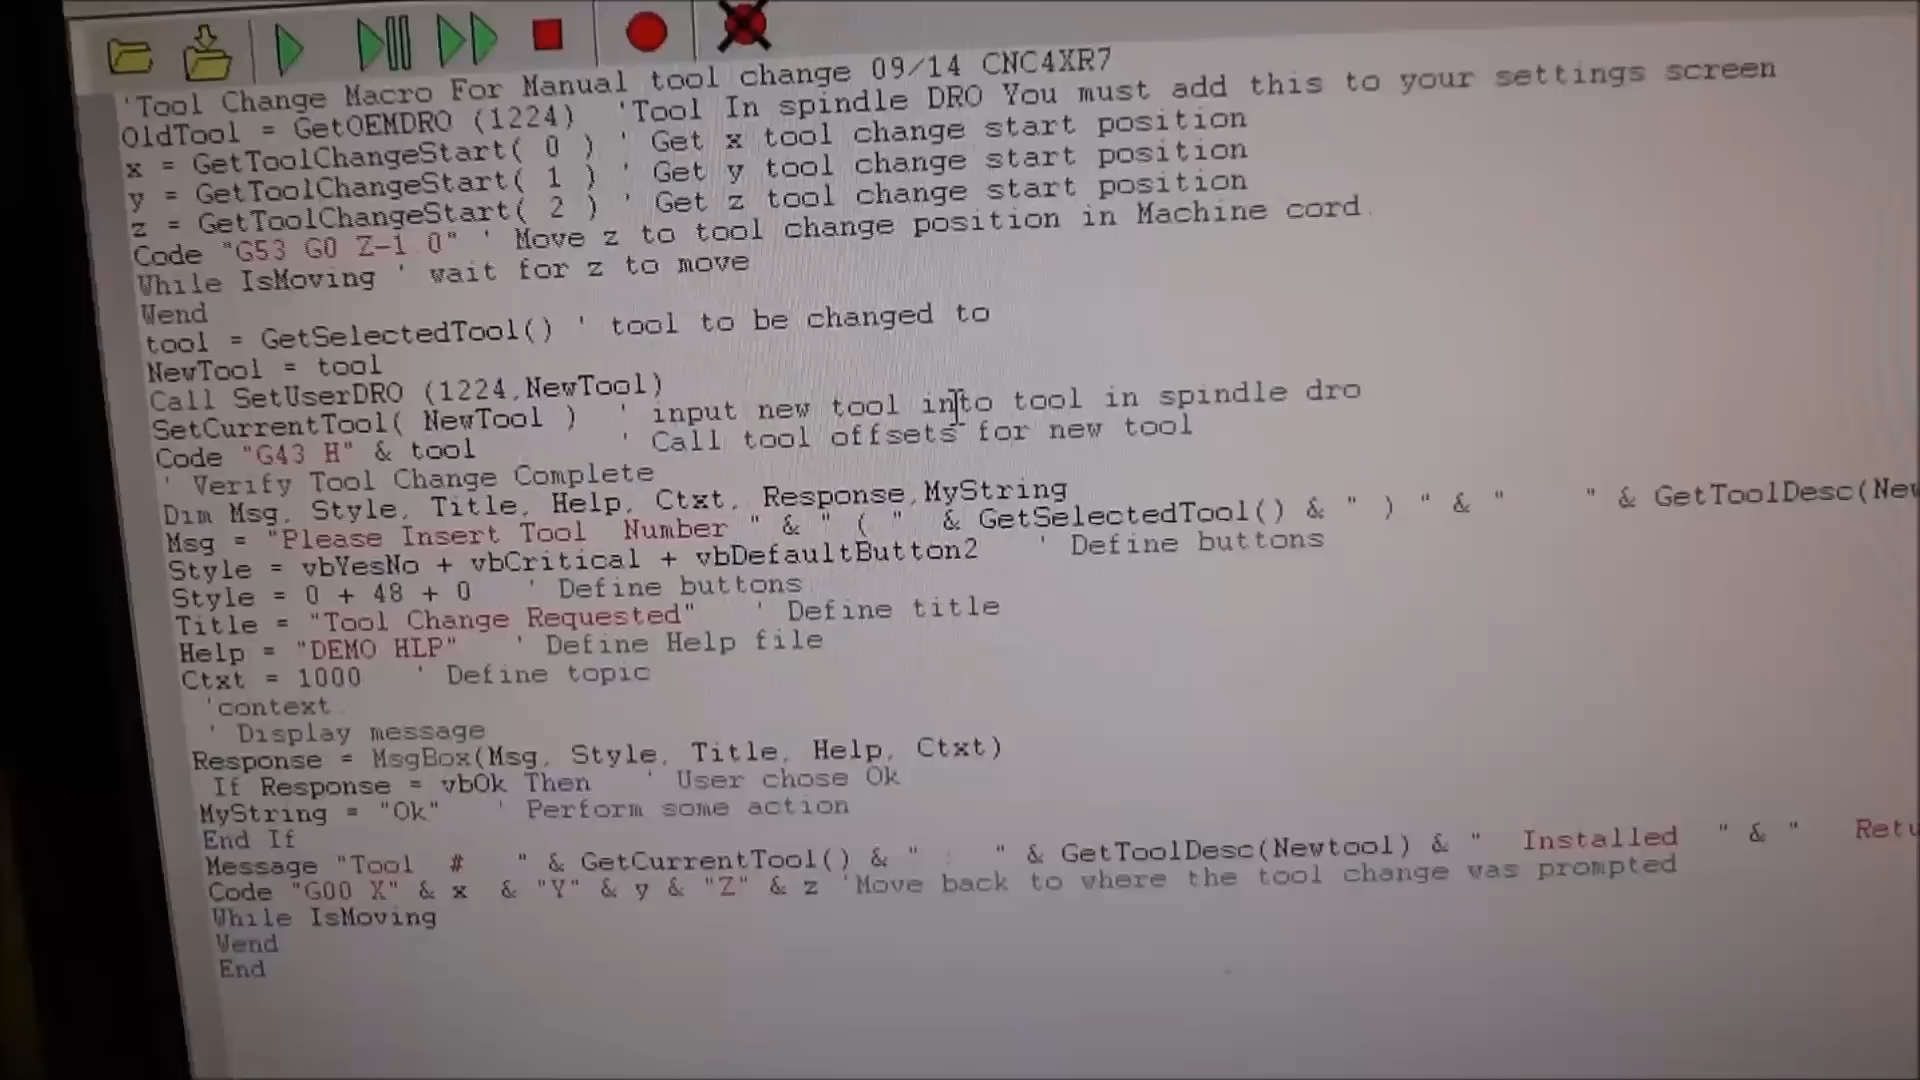 'Tool Change Macro For Manual tool change 09/14 CNC4XR7
OldTool = GetOEMDRO (1224) 'Tool In spindle DRO You must add this to your settings screen
x = GetToolChangeStart( 0 ) ' Get x tool change start position
y = GetToolChangeStart( 1 ) ' Get y tool change start position
z = GetToolChangeStart( 2 ) ' Get z tool change start position
Code "G53 G0 Z-1.0" ' Move z to tool change position in Machine cord.
While IsMoving ' wait for z to move
Wend
tool = GetSelectedTool() ' tool to be changed to
NewTool = tool
Call SetUserDRO (1224,NewTool)
SetCurrentTool( NewTool ) ' input new tool into tool in spindle dro
Code "G43 H" & tool ' Call tool offsets for new tool
' Verify Tool Change Complete
Dim Msg, Style, Title, Help, Ctxt, Response,MyString
Msg = "Please Insert Tool Number " & " ( " & GetSelectedTool() & " ) " & " " & GetToolDesc(New
Style = vbYesNo + vbCritical + vbDefaultButton2 ' Define buttons
Style = 0 + 48 + 0 ' Define buttons.
Title = "Tool Change Requested" ' Define title
Help = "DEMO.HLP" ' Define Help file
Ctxt = 1000 ' Define topic
'context.
' Display message
Response = MsgBox(Msg, Style, Title, Help, Ctxt)
If Response = vbOk Then ' User chose Ok
MyString = "Ok" ' Perform some action
End If
Message "Tool # " & GetCurrentTool() & " : " & GetToolDesc(Newtool) & " Installed " & " Retu
Code "G00 X" & x & "Y" & y & "Z" & z 'Move back to where the tool change was prompted
While IsMoving
Wend
End